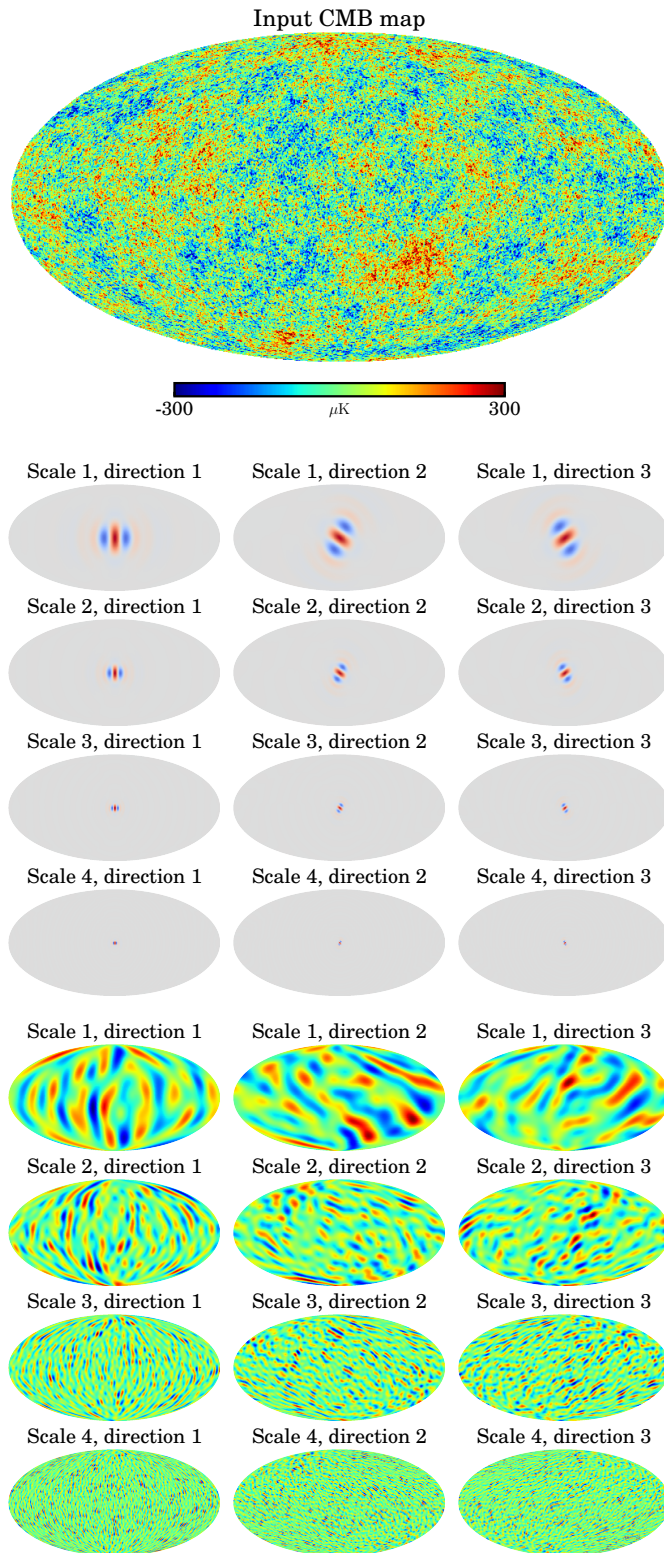 Input CMB map
-300 μK 300
Scale 1, direction 1 Scale 1, direction 2 Scale 1, direction 3
Scale 2, direction 1 Scale 2, direction 2 Scale 2, direction 3
Scale 3, direction 1 Scale 3, direction 2 Scale 3, direction 3
Scale 4, direction 1 Scale 4, direction 2 Scale 4, direction 3
Scale 1, direction 1 Scale 1, direction 2 Scale 1, direction 3
Scale 2, direction 1 Scale 2, direction 2 Scale 2, direction 3
Scale 3, direction 1 Scale 3, direction 2 Scale 3, direction 3
Scale 4, direction 1 Scale 4, direction 2 Scale 4, direction 3